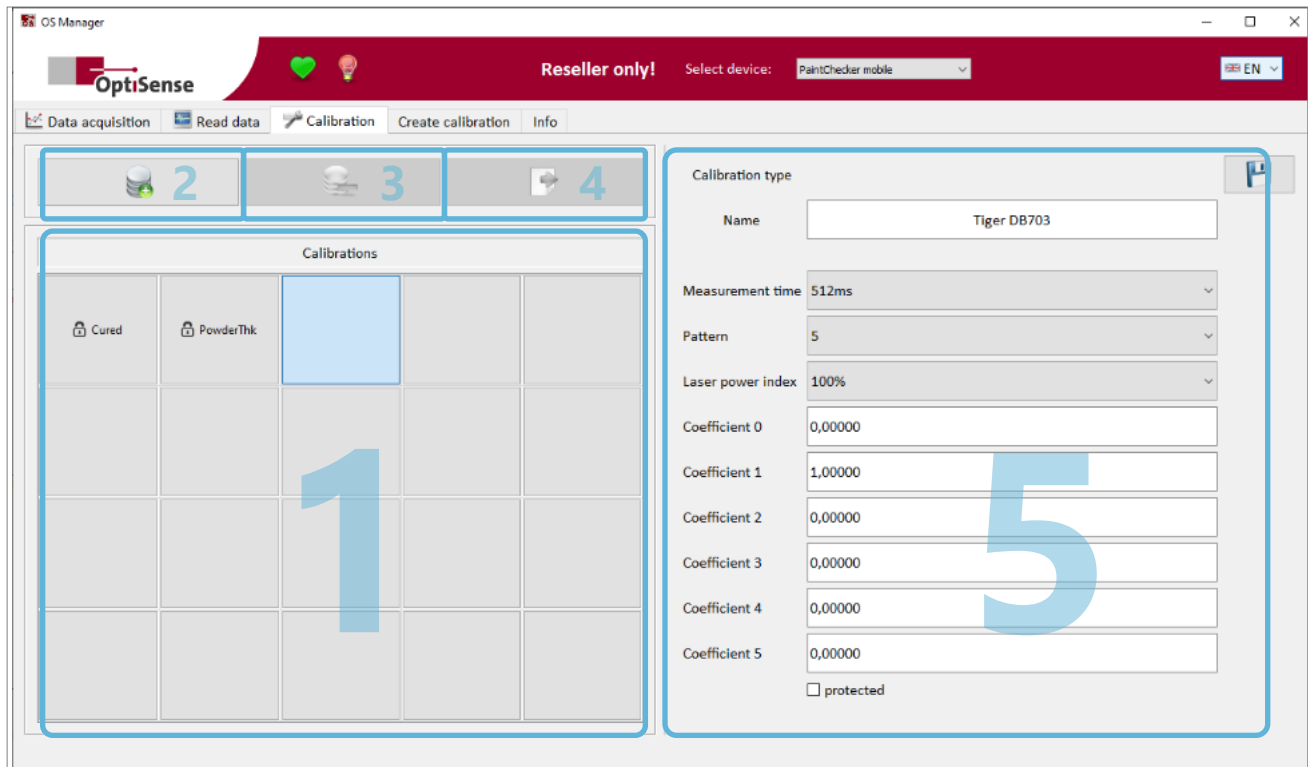 OS Manager
OptiSense
Reseller only!
Select device:
PaintChecker mobile
EN
Data acquisition
Read data
Calibration
Create calibration
Info
2
3
4
Calibrations
Cured
PowderThk
1
Calibration type
Name
Tiger DB703
Measurement time
512ms
Pattern
5
Laser power index
100%
Coefficient 0
0,00000
Coefficient 1
1,00000
Coefficient 2
0,00000
Coefficient 3
0,00000
Coefficient 4
0,00000
Coefficient 5
0,00000
protected
5